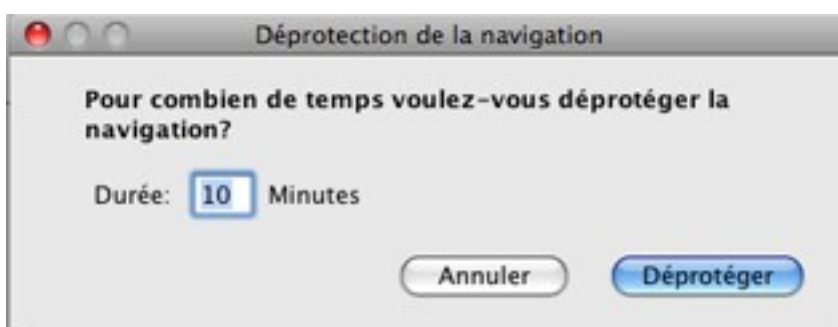 Déprotection de la navigation
Pour combien de temps voulez-vous déprotéger la
navigation?
Durée: 10 Minutes
Annuler Déprotéger